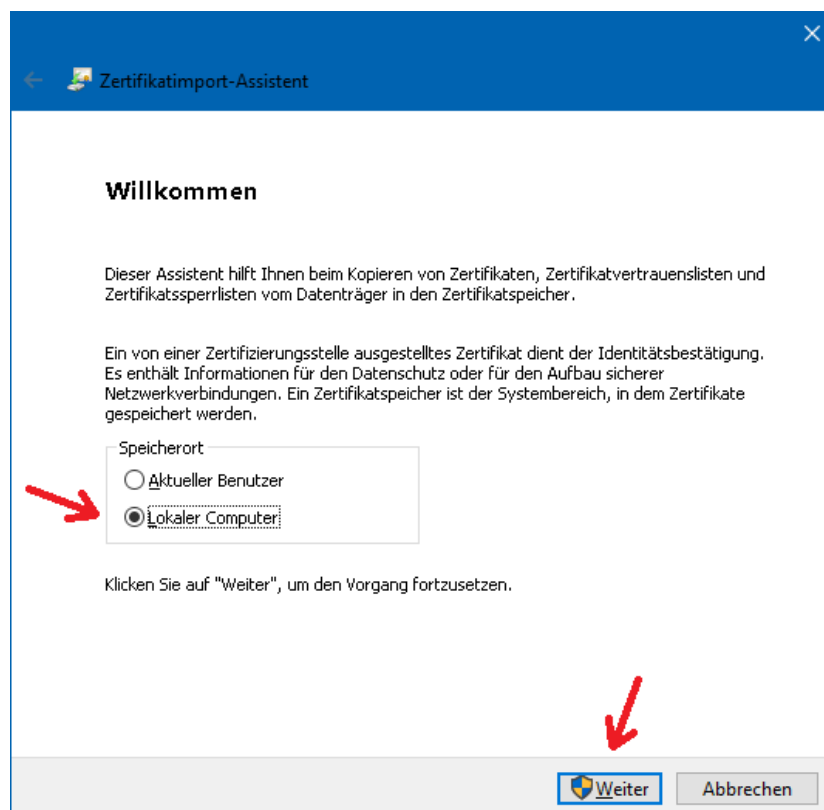 Zertifikatimport-Assistent
Willkommen
Dieser Assistent hilft Ihnen beim Kopieren von Zertifikaten, Zertifikatvertrauenslisten und
Zertifikatssperrlisten vom Datenträger in den Zertifikatspeicher.
Ein von einer Zertifizierungsstelle ausgestelltes Zertifikat dient der Identitätsbestätigung.
Es enthält Informationen für den Datenschutz oder für den Aufbau sicherer
Netzwerkverbindungen. Ein Zertifikatspeicher ist der Systembereich, in dem Zertifikate
gespeichert werden.
Speicherort
Aktueller Benutzer
Lokaler Computer
Klicken Sie auf "Weiter", um den Vorgang fortzusetzen.
Weiter
Abbrechen